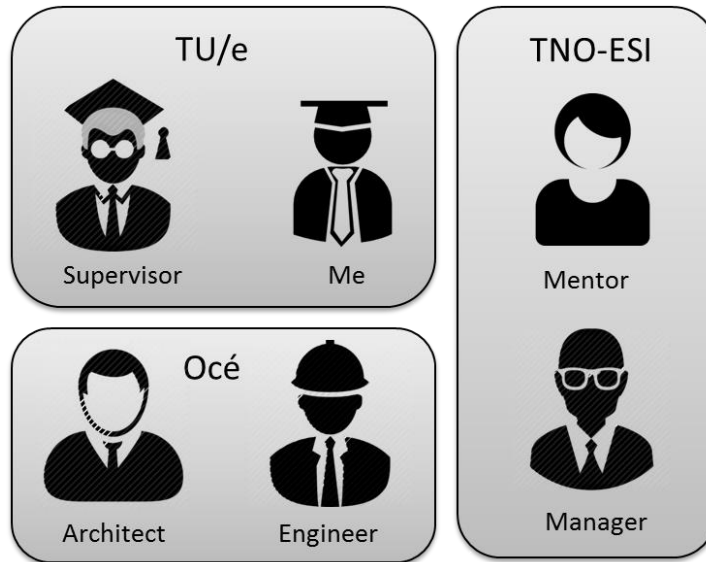 TU/e
Supervisor
Me
Océ
Architect
Engineer
TNO-ESI
Mentor
Manager